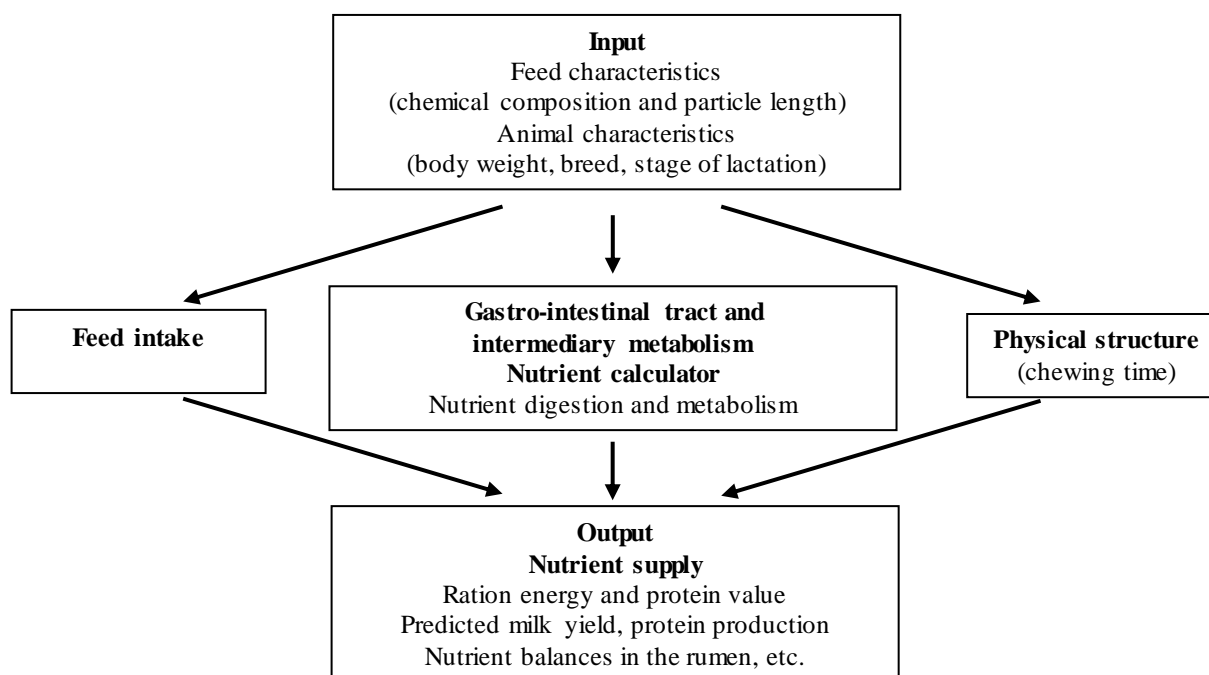 Input
Feed characteristics
(chemical composition and particle length)
Animal characteristics
(body weight, breed, stage of lactation)
Feed intake
Gastro-intestinal tract and
intermediary metabolism
Nutrient calculator
Nutrient digestion and metabolism
Physical structure
(chewing time)
Output
Nutrient supply
Ration energy and protein value
Predicted milk yield, protein production
Nutrient balances in the rumen, etc.